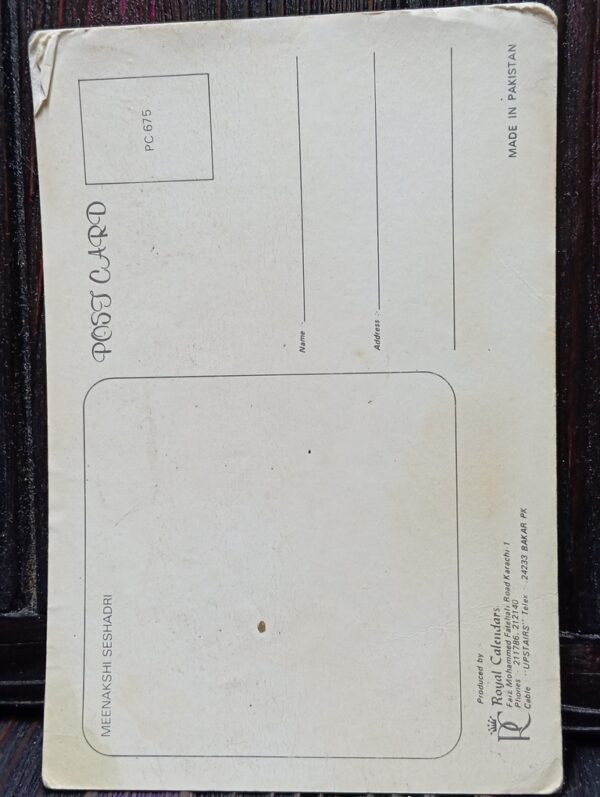 MEENAKSHI SESHADRI
POST CARD
PC 675
Name :-
Address :-
Produced by
Royal Calendars.
Faiz Mohammed Fatehali Road Karachi-1
Phones :- 211786, 212140
Cable :- "UPSTAIRS" Telex :- 24233 BAKAR PK
MADE IN PAKISTAN